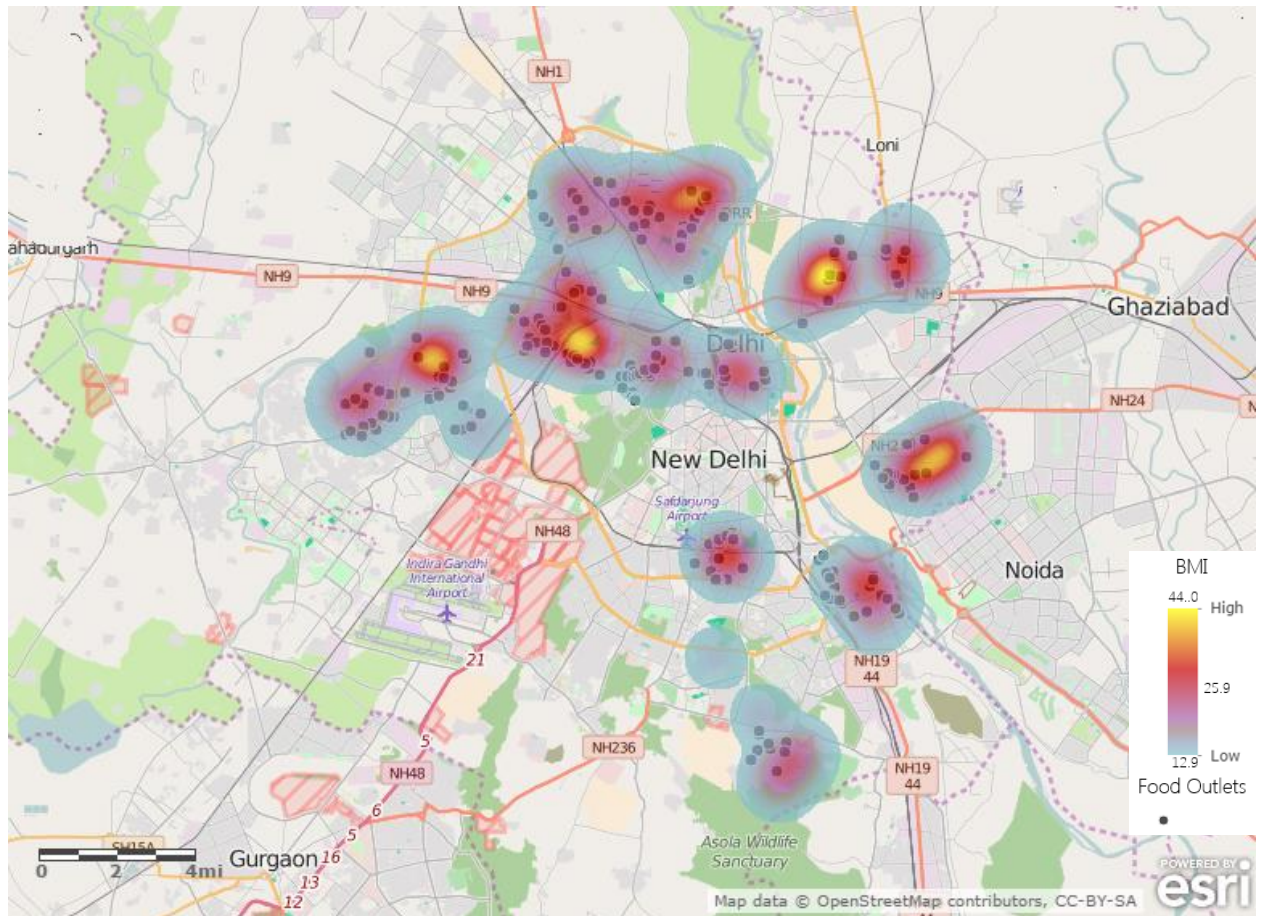 NH1
Loni
DRR
ahadurgarh
NH9
NH9
NH9
Ghaziabad
Delhi
NH24
N
NH2
New Delhi
Safdarjung
Airport
NH48
Indira Gandhi
International
Airport
Noida
BMI
44..0
High
25.9
12.9
Low
Food Outlets
21
NH19
44
5
NH236
NH48
NH19
44
6
5
SH15A
Gurgaon
16
13
12
Asola Wildlife
Sanctuary
0 2 4mi
POWERED BY
esri
Map data © OpenStreetMap contributors, CC-BY-SA
44